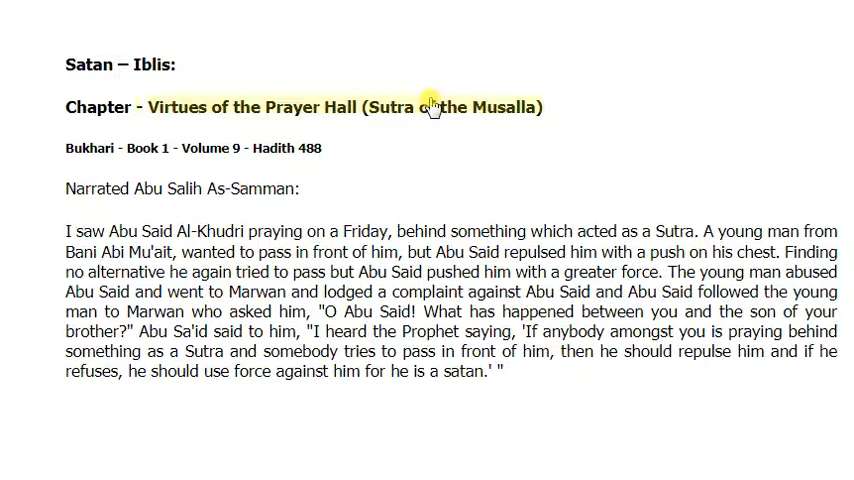 Satan – Iblis:
Chapter - Virtues of the Prayer Hall (Sutra of the Musalla)
Bukhari - Book 1 - Volume 9 - Hadith 488
Narrated Abu Salih As-Samman:
I saw Abu Said Al-Khudri praying on a Friday, behind something which acted as a Sutra. A young man from
Bani Abi Mu'ait, wanted to pass in front of him, but Abu Said repulsed him with a push on his chest. Finding
no alternative he again tried to pass but Abu Said pushed him with a greater force. The young man abused
Abu Said and went to Marwan and lodged a complaint against Abu Said and Abu Said followed the young
man to Marwan who asked him, "O Abu Said! What has happened between you and the son of your
brother?" Abu Sa'id said to him, "I heard the Prophet saying, 'If anybody amongst you is praying behind
something as a Sutra and somebody tries to pass in front of him, then he should repulse him and if he
refuses, he should use force against him for he is a satan.' "